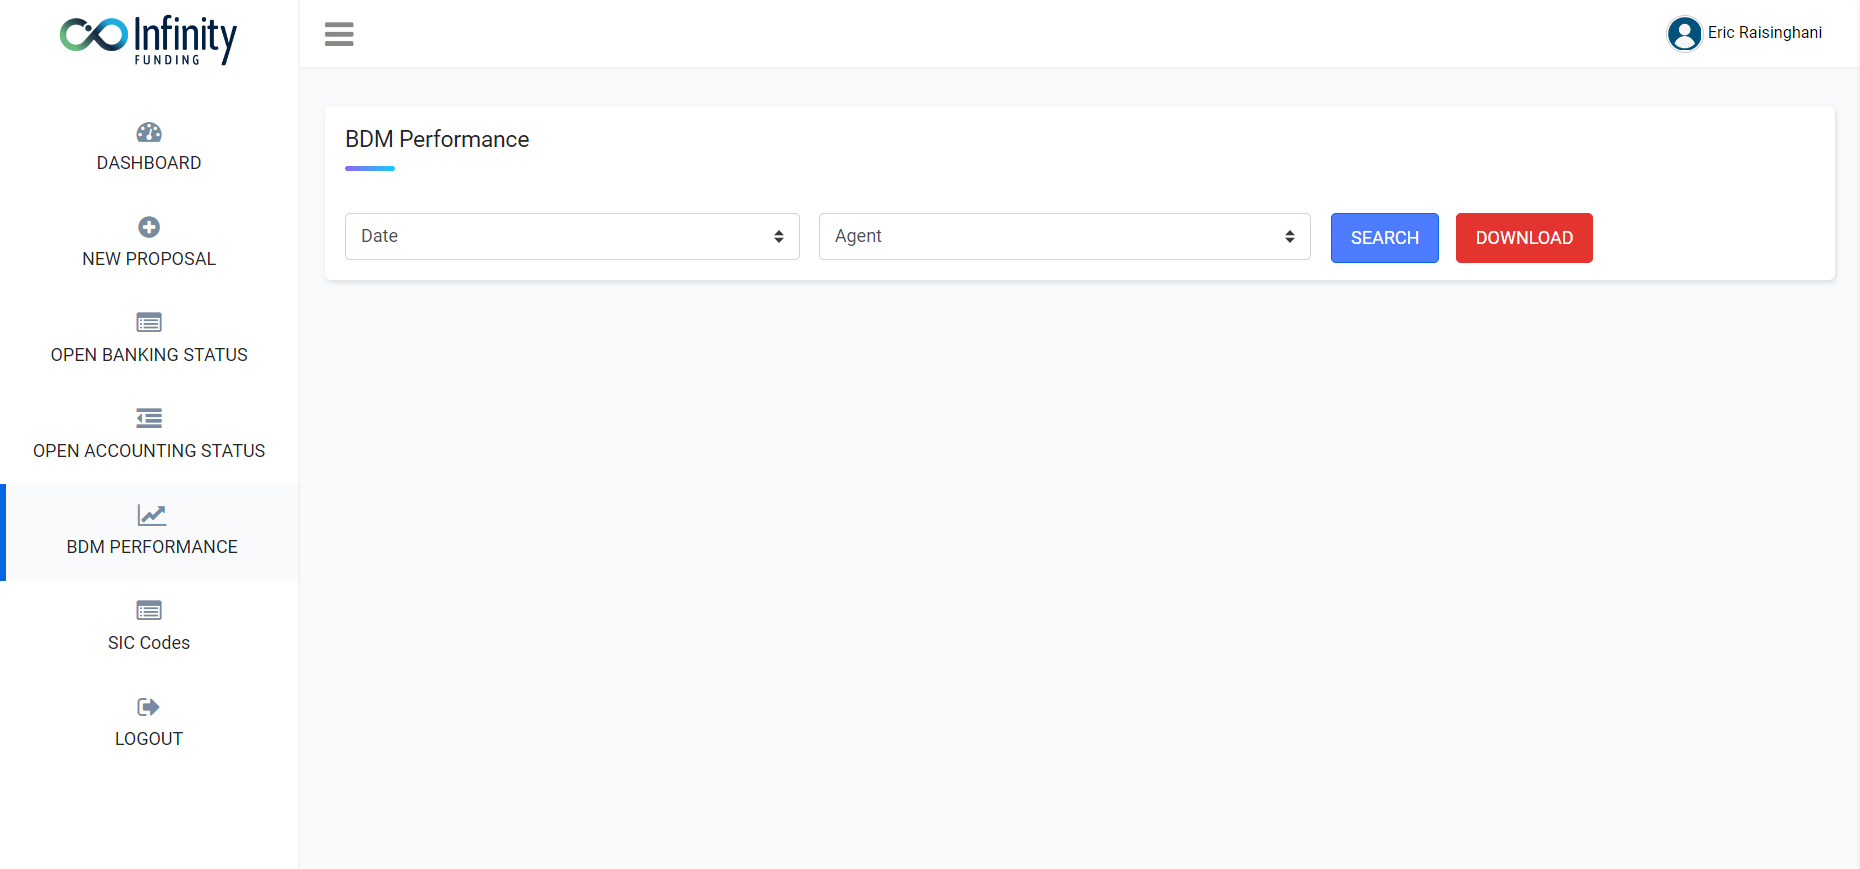 Infinity
FUNDING
Eric Raisinghani
DASHBOARD
NEW PROPOSAL
OPEN BANKING STATUS
OPEN ACCOUNTING STATUS
BDM PERFORMANCE
SIC Codes
LOGOUT
BDM Performance
Date
Agent
SEARCH
DOWNLOAD